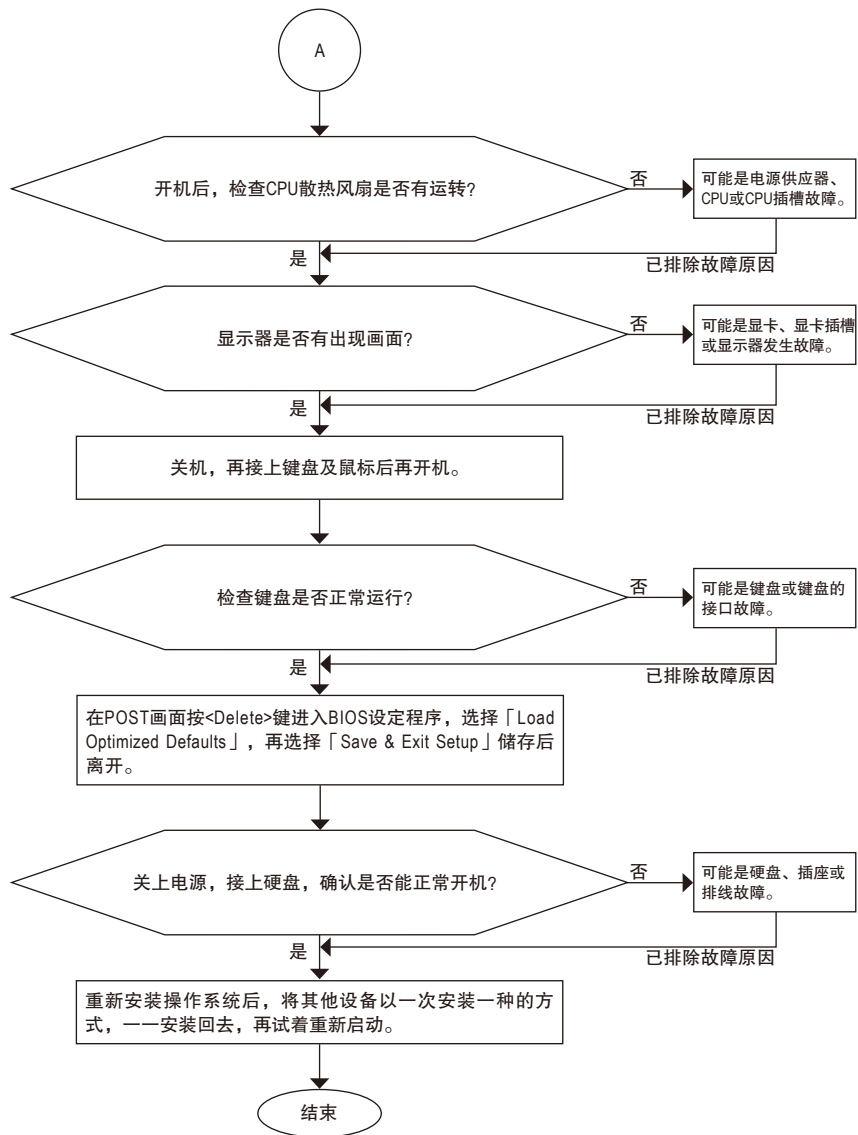 A
开机后，检查CPU散热风扇是否有运转?
否
可能是电源供应器、
CPU或CPU插槽故障。
是
已排除故障原因
显示器是否有出现画面?
否
可能是显卡、显卡插槽
或显示器发生故障。
是
已排除故障原因
关机，再接上键盘及鼠标后再开机。
检查键盘是否正常运行?
否
可能是键盘或键盘的
接口故障。
是
已排除故障原因
在POST画面按<Delete>键进入BIOS设定程序，选择「Load
Optimized Defaults」，再选择「Save & Exit Setup」储存后
离开。
关上电源，接上硬盘，确认是否能正常开机?
否
可能是硬盘、插座或
排线故障。
是
已排除故障原因
重新安装操作系统后，将其他设备以一次安装一种的方
式，一一安装回去，再试着重新启动。
结束